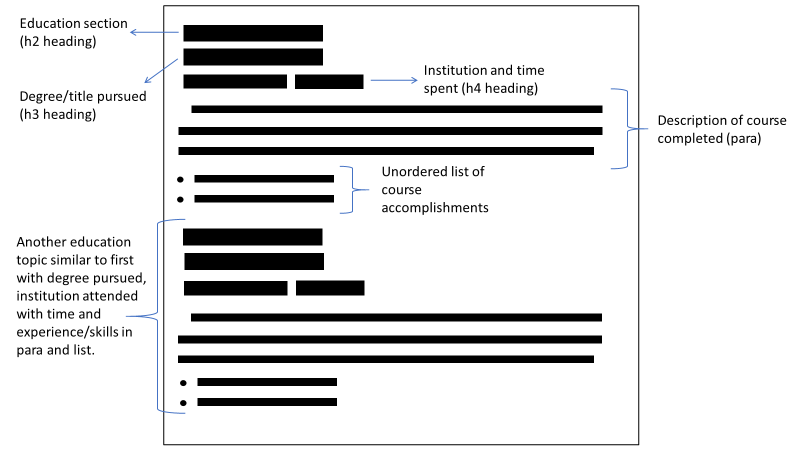 Education section
(h2 heading)
Degree/title pursued
(h3 heading)
Institution and time
spent (h4 heading)
Description of course
completed (para)
Unordered list of
course
accomplishments
Another education
topic similar to first
with degree pursued,
institution attended
with time and
experience/skills in
para and list.